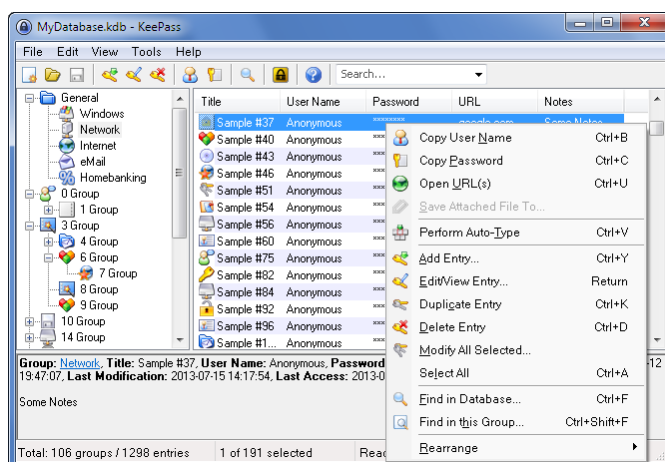 MyDatabase.kdb - KeePass
File Edit View Tools Help
Search...
General
Windows
Network
Internet
eMail
Homebanking
0 Group
1 Group
3 Group
4 Group
6 Group
7 Group
8 Group
9 Group
10 Group
14 Group
Title User Name Password URL Notes
Sample #37 Anonymous ******** google.com Some Notes
Sample #40 Anonymous
Sample #43 Anonymous
Sample #46 Anonymous
Sample #51 Anonymous
Sample #54 Anonymous
Sample #56 Anonymous
Sample #60 Anonymous
Sample #75 Anonymous
Sample #82 Anonymous
Sample #84 Anonymous
Sample #92 Anonymous
Sample #96 Anonymous
Sample #1... Anonymous
Copy User Name Ctrl+B
Copy Password Ctrl+C
Open URL(s) Ctrl+U
Save Attached File To...
Perform Auto-Type Ctrl+V
Add Entry... Ctrl+Y
Edit/View Entry... Return
Duplicate Entry Ctrl+K
Delete Entry Ctrl+D
Modify All Selected...
Select All Ctrl+A
Find in Database... Ctrl+F
Find in this Group... Ctrl+Shift+F
Rearrange
Group: Network, Title: Sample #37, User Name: Anonymous, Password -12
19:47:07, Last Modification: 2013-07-15 14:17:54, Last Access: 2013-0
Some Notes
Total: 106 groups / 1298 entries 1 of 191 selected Read